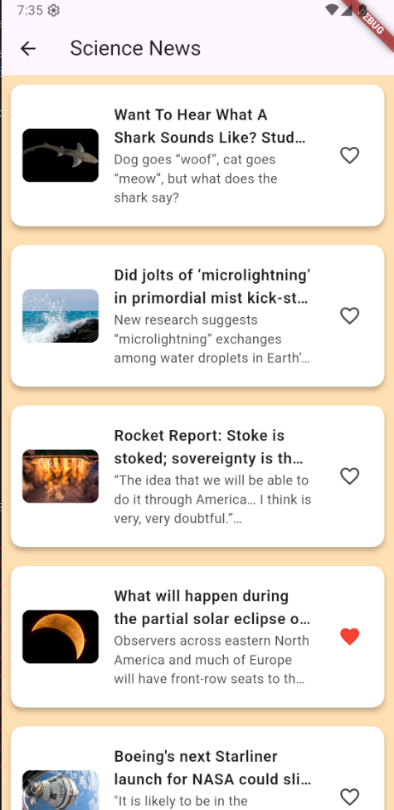 7:35
EBUG
Science News
Want To Hear What A
Shark Sounds Like? Stud…
Dog goes “woof”, cat goes
“meow”, but what does the
shark say?
Did jolts of ‘microlightning’
in primordial mist kick-st…
New research suggests
“microlightning” exchanges
among water droplets in Earth’…
Rocket Report: Stoke is
stoked; sovereignty is th…
“The idea that we will be able to
do it through America… I think is
very, very doubtful.”…
What will happen during
the partial solar eclipse o…
Observers across eastern North
America and much of Europe
will have front-row seats to th…
Boeing's next Starliner
launch for NASA could sli…
"It is likely to be in the